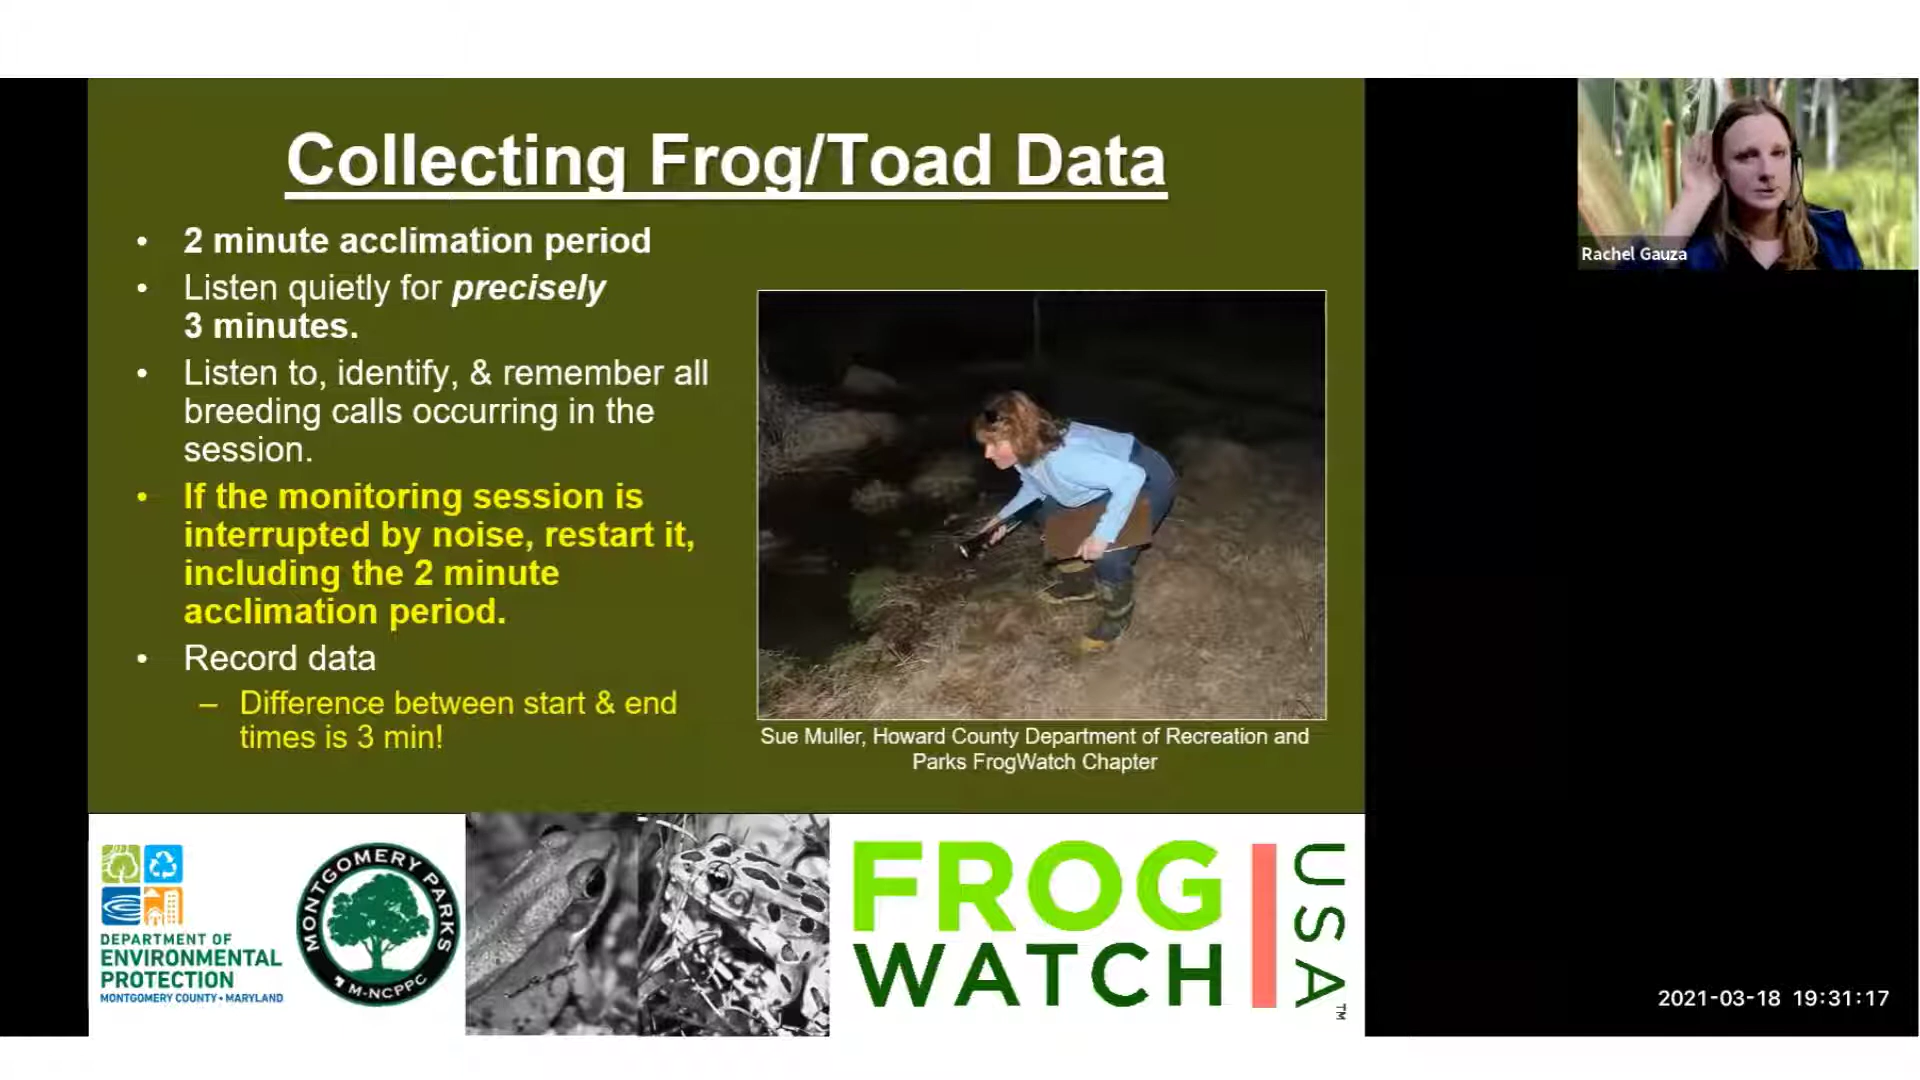 Collecting Frog/Toad Data
• 2 minute acclimation period
• Listen quietly for precisely
3 minutes.
• Listen to, identify, & remember all
breeding calls occurring in the
session.
• If the monitoring session is
interrupted by noise, restart it,
including the 2 minute
acclimation period.
• Record data
– Difference between start & end
times is 3 min!
Sue Muller, Howard County Department of Recreation and
Parks FrogWatch Chapter
Rachel Gauza
DEPARTMENT OF
ENVIRONMENTAL
PROTECTION
MONTGOMERY COUNTY • MARYLAND
MONTGOMERY PARKS
M-NCPPC
FROG
WATCH
USA™
2021-03-18 19:31:17